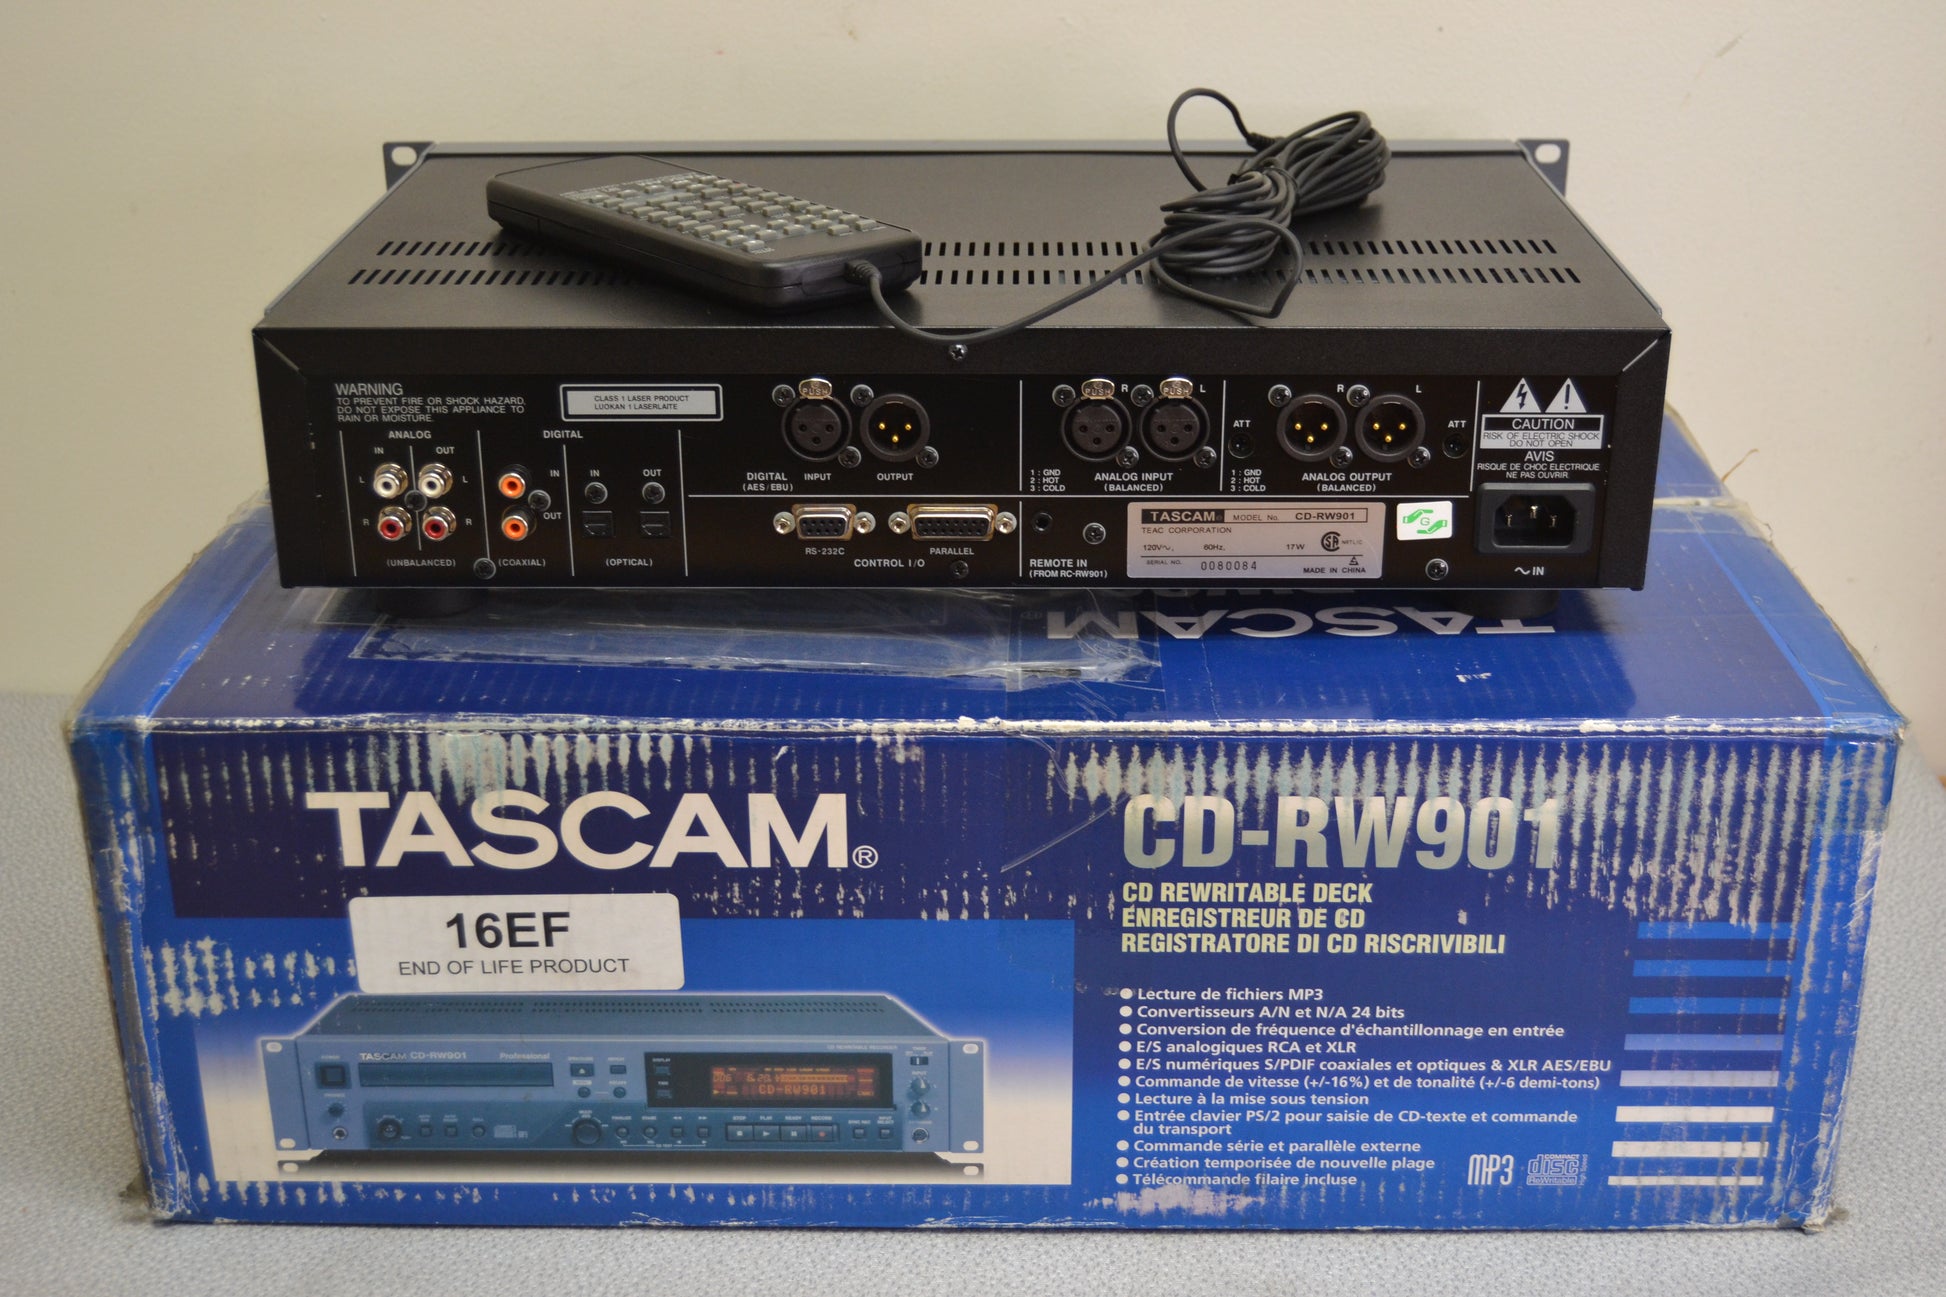 WARNING
TO PREVENT FIRE OR SHOCK HAZARD,
DO NOT EXPOSE THIS APPLIANCE TO
RAIN OR MOISTURE.
CLASS 1 LASER PRODUCT
LUOKAN 1 LASERLAITE
ANALOG
IN OUT
L L
R R
(UNBALANCED)
DIGITAL
IN
OUT
(COAXIAL)
IN OUT
(OPTICAL)
PUSH
DIGITAL
(AES/EBU)
INPUT OUTPUT
RS-232C PARALLEL
CONTROL I/O
PUSH R PUSH L
1 : GND
2 : HOT
3 : COLD
ANALOG INPUT
(BALANCED)
ATT R L ATT
1 : GND
2 : HOT
3 : COLD
ANALOG OUTPUT
(BALANCED)
REMOTE IN
(FROM RC-RW901)
TASCAM MODEL No. CD-RW901
TEAC CORPORATION
120V~, 60Hz, 17W
SERIAL NO. 0080084 MADE IN CHINA
G
CAUTION
RISK OF ELECTRIC SHOCK
DO NOT OPEN
AVIS
RISQUE DE CHOC ELECTRIQUE
NE PAS OUVRIR.
~ IN
TASCAM
TASCAM®
16EF
END OF LIFE PRODUCT
TASCAM CD-RW901 Professional
CD REWRITABLE RECORDER
CD-RW901
CD-RW901
CD REWRITABLE DECK
ENREGISTREUR DE CD
REGISTRATORE DI CD RISCRIVIBILI
● Lecture de fichiers MP3
● Convertisseurs A/N et N/A 24 bits
● Conversion de fréquence d'échantillonnage en entrée
● E/S analogiques RCA et XLR
● E/S numériques S/PDIF coaxiales et optiques & XLR AES/EBU
● Commande de vitesse (+/-16%) et de tonalité (+/-6 demi-tons)
● Lecture à la mise sous tension
● Entrée clavier PS/2 pour saisie de CD-texte et commande
du transport
● Commande série et parallèle externe
● Création temporisée de nouvelle plage
● Télécommande filaire incluse
MP3
COMPACT
disc
ReWritable